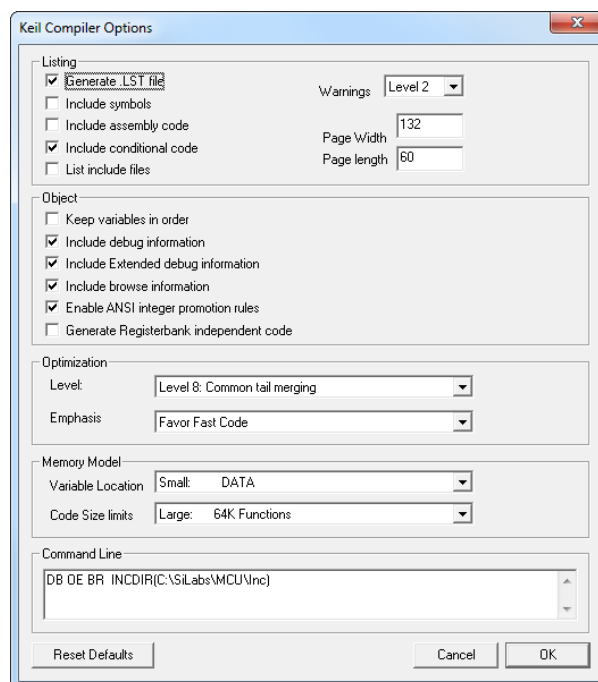 Keil Compiler Options
Listing
Generate .LST file
Include symbols
Include assembly code
Include conditional code
List include files
Warnings Level 2
Page Width 132
Page length 60
Object
Keep variables in order
Include debug information
Include Extended debug information
Include browse information
Enable ANSI integer promotion rules
Generate Registerbank independent code
Optimization
Level: Level 8: Common tail merging
Emphasis Favor Fast Code
Memory Model
Variable Location Small: DATA
Code Size limits Large: 64K Functions
Command Line
DB OE BR INCDIR(C:\SiLabs\MCU\Inc)
Reset Defaults Cancel OK